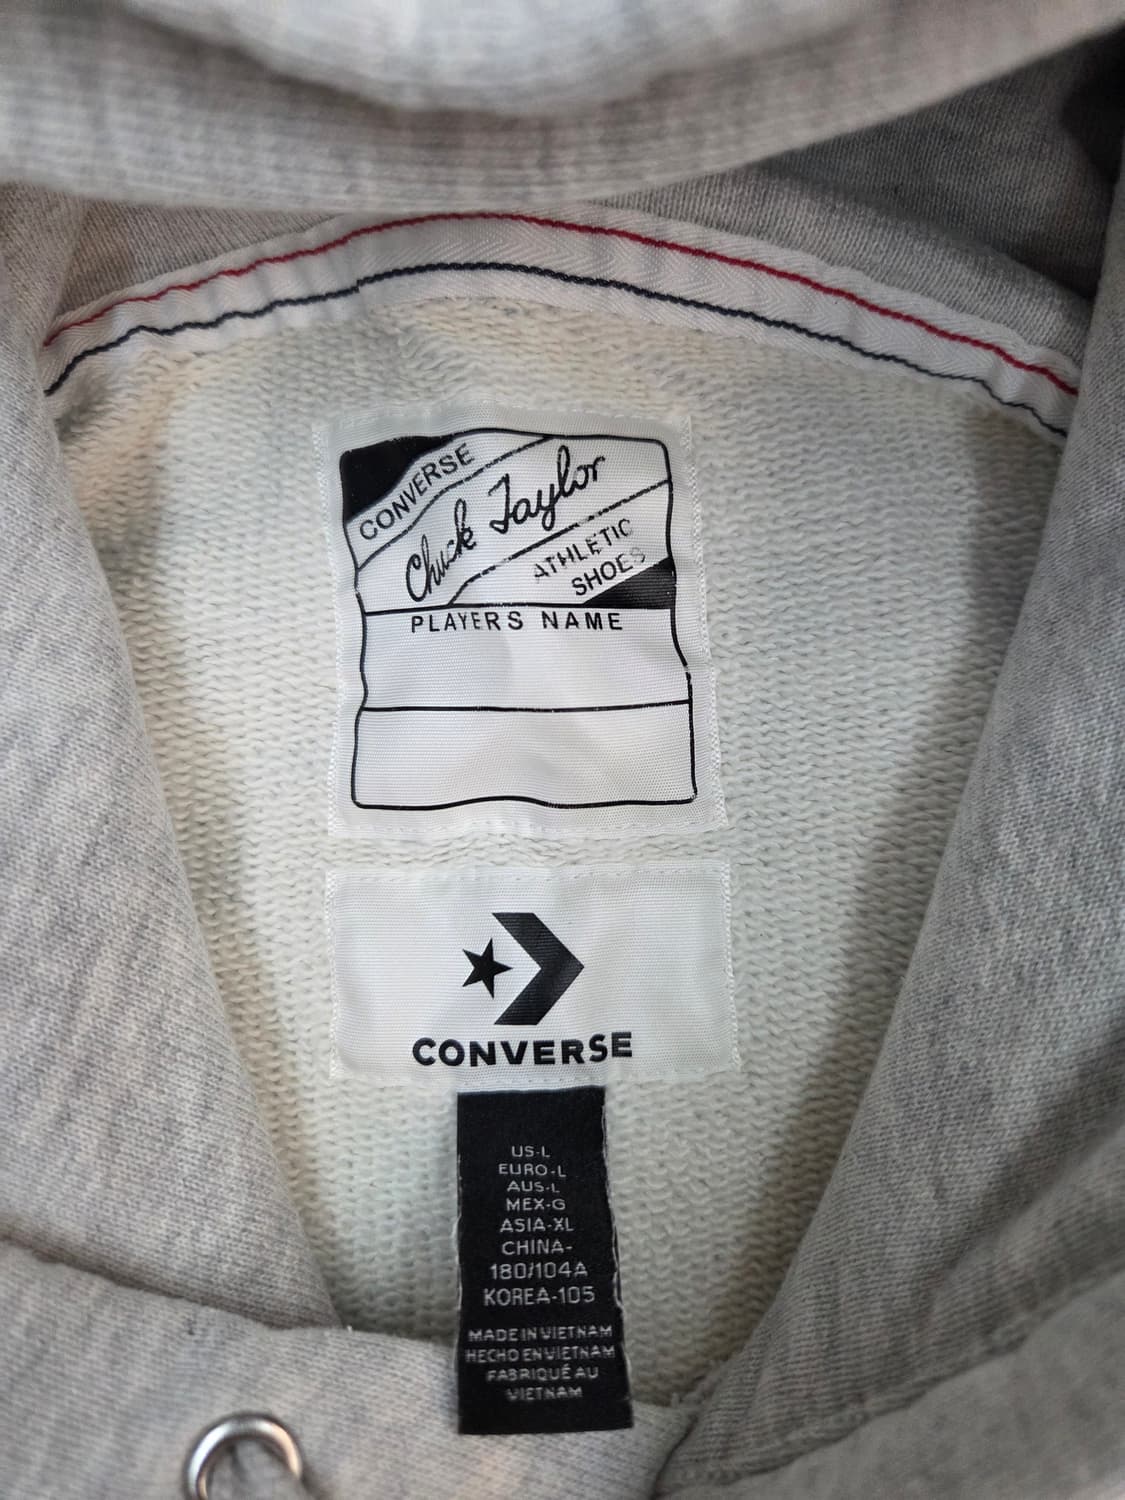 CONVERSE
Chuck Taylor
ATHLETIC
SHOES
PLAYERS NAME
CONVERSE
US-L
EURO-L
AUS-L
MEX-G
ASIA-XL
CHINA-
180/104A
KOREA-105
MADE IN VIETNAM
HECHO EN VIETNAM
FABRIQUÉ AU
VIETNAM